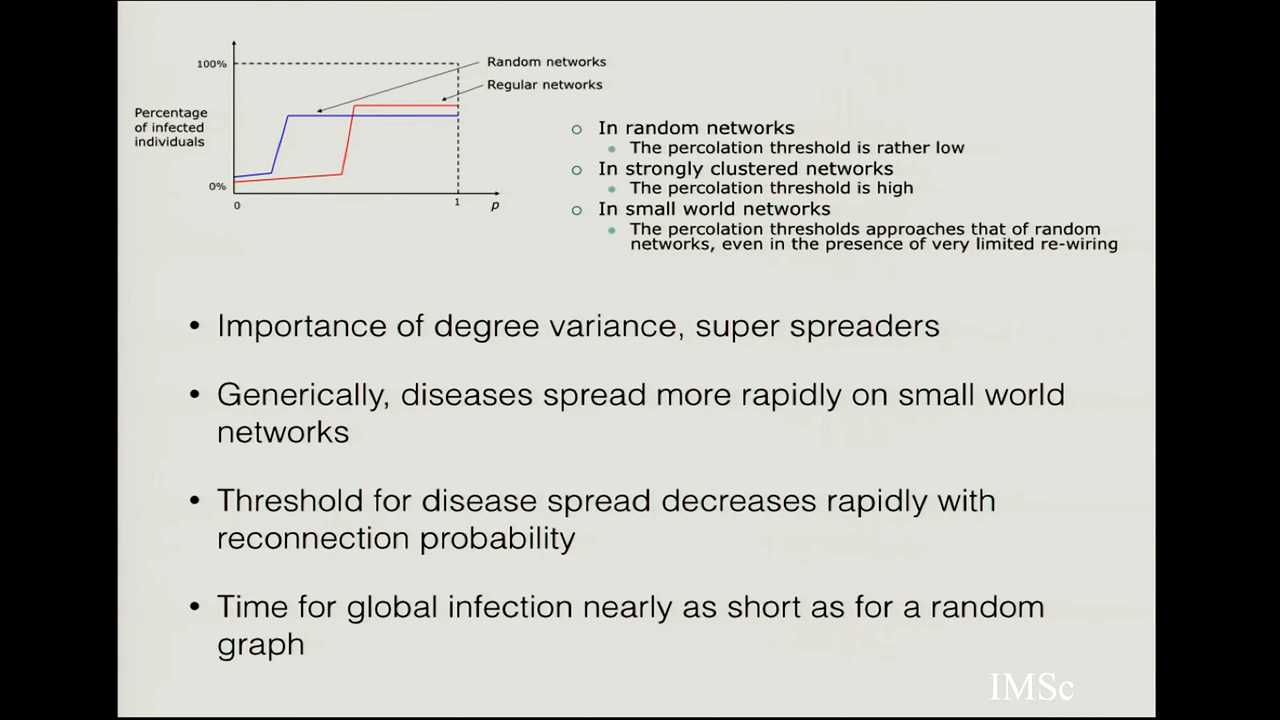 100%
Random networks
Regular networks
Percentage
of infected
individuals
0%
0
1
p
In random networks
The percolation threshold is rather low
In strongly clustered networks
The percolation threshold is high
In small world networks
The percolation thresholds approaches that of random
networks, even in the presence of very limited re-wiring
• Importance of degree variance, super spreaders
• Generically, diseases spread more rapidly on small world
networks
• Threshold for disease spread decreases rapidly with
reconnection probability
• Time for global infection nearly as short as for a random
graph
IMSc